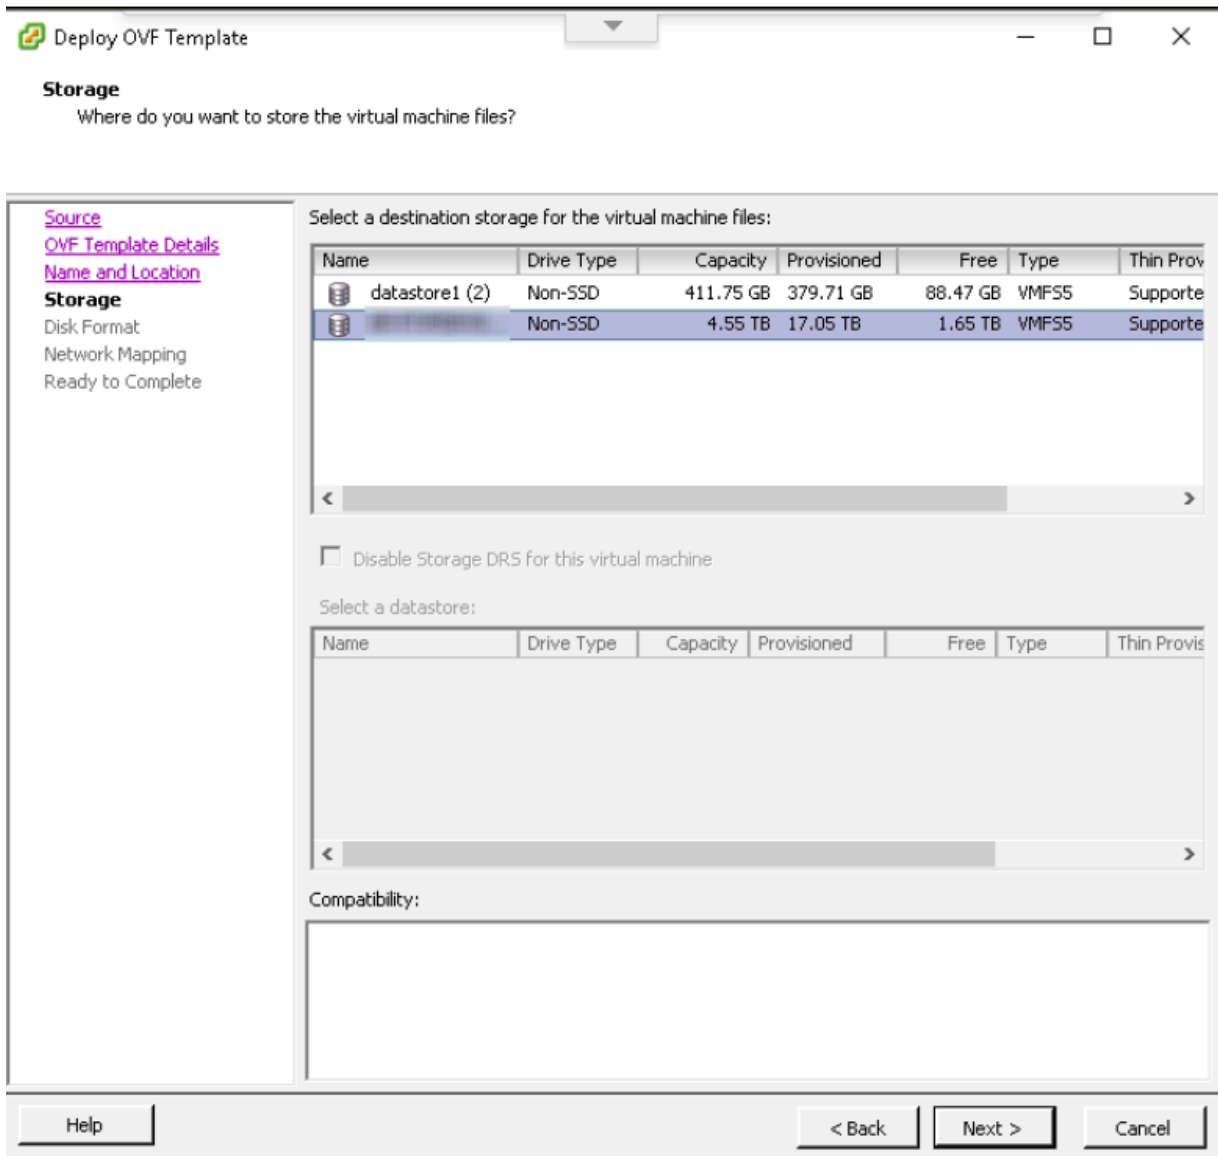 Deploy OVF Template
Storage
Where do you want to store the virtual machine files?
Source
OVF Template Details
Name and Location
Storage
Disk Format
Network Mapping
Ready to Complete
Select a destination storage for the virtual machine files:
Name Drive Type Capacity Provisioned Free Type Thin Prov
datastore1 (2) Non-SSD 411.75 GB 379.71 GB 88.47 GB VMFS5 Supporte
Non-SSD 4.55 TB 17.05 TB 1.65 TB VMFS5 Supporte
Disable Storage DRS for this virtual machine
Select a datastore:
Name Drive Type Capacity Provisioned Free Type Thin Provis
Compatibility:
Help < Back Next > Cancel